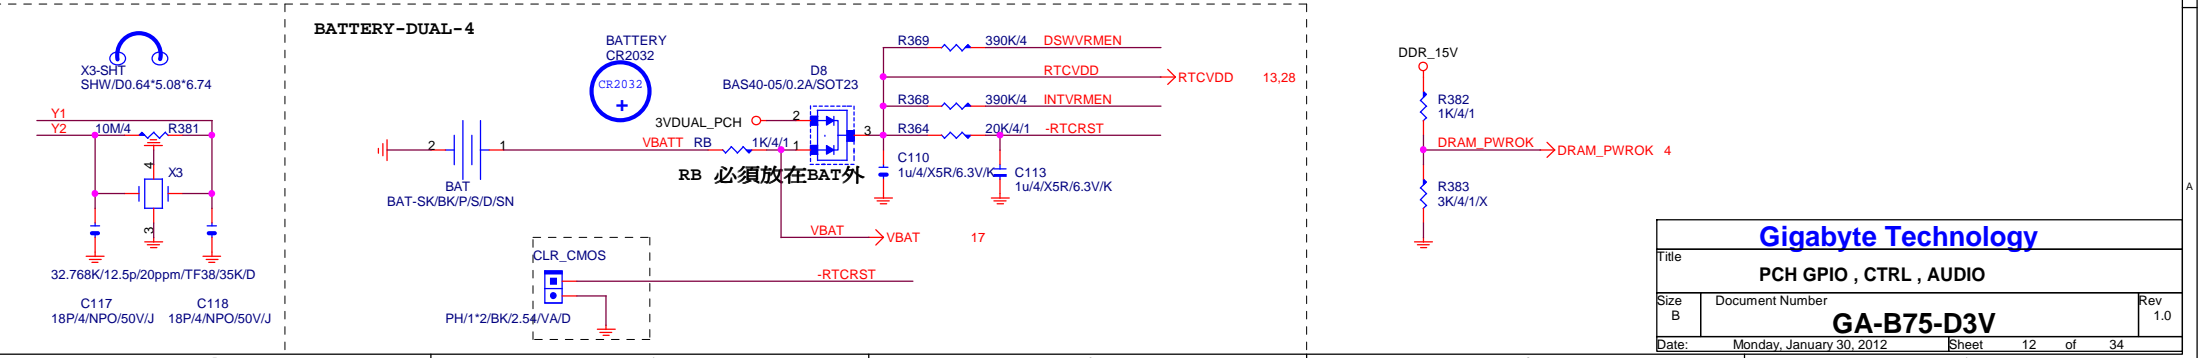 X3-SHT
SHW/D0.64*5.08*6.74
Y1
Y2
10M/4
R381
4
X3
3
32.768K/12.5p/20ppm/TF38/35K/D
C117
18P/4/NPO/50V/J
C118
18P/4/NPO/50V/J
BATTERY-DUAL-4
BATTERY
CR2032
CR2032
+
D8
BAS40-05/0.2A/SOT23
3VDUAL_PCH
2
2
1
VBATT
RB
1K/4/1
1
3
BAT
BAT-SK/BK/P/S/D/SN
RB 必須放在BAT外
R369
390K/4
DSWVRMEN
RTCVDD
RTCVDD
13,28
R368
390K/4
INTVRMEN
R364
20K/4/1
-RTCRST
C110
1u/4/X5R/6.3V/K
C113
1u/4/X5R/6.3V/K
VBAT
VBAT
17
CLR_CMOS
-RTCRST
PH/1*2/BK/2.54/VA/D
DDR_15V
R382
1K/4/1
DRAM_PWROK
DRAM_PWROK
4
R383
3K/4/1/X
A
Gigabyte Technology
Title
PCH GPIO , CTRL , AUDIO
Size
B
Document Number
GA-B75-D3V
Rev
1.0
Date:
Monday, January 30, 2012
Sheet
12 of 34